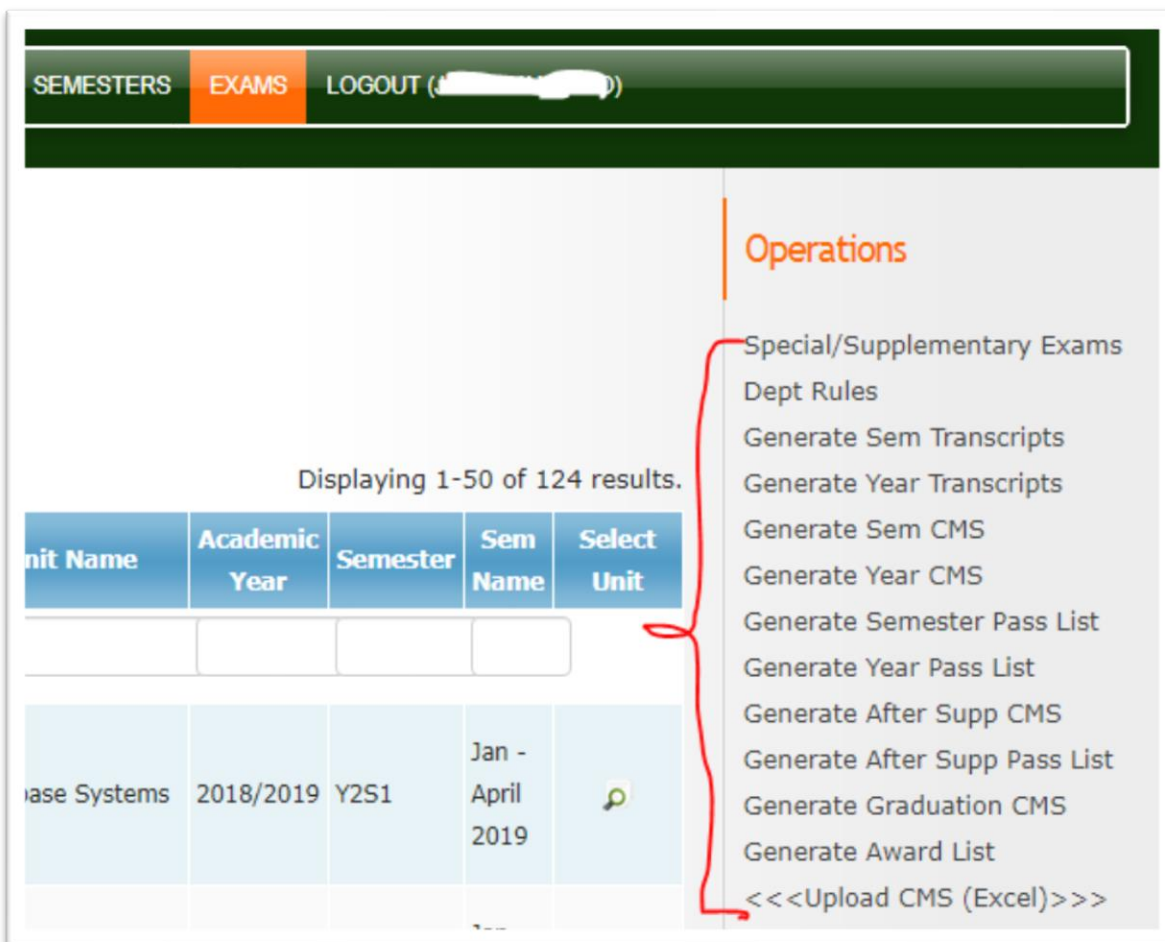 SEMESTERS EXAMS LOGOUT (
Operations
Special/Supplementary Exams
Dept Rules
Generate Sem Transcripts
Generate Year Transcripts
Generate Sem CMS
Generate Year CMS
Generate Semester Pass List
Generate Year Pass List
Generate After Supp CMS
Generate After Supp Pass List
Generate Graduation CMS
Generate Award List
<<<Upload CMS (Excel)>>>
Displaying 1-50 of 124 results.
nit Name Academic Year Semester Sem Name Select Unit
ase Systems 2018/2019 Y2S1 Jan - April 2019